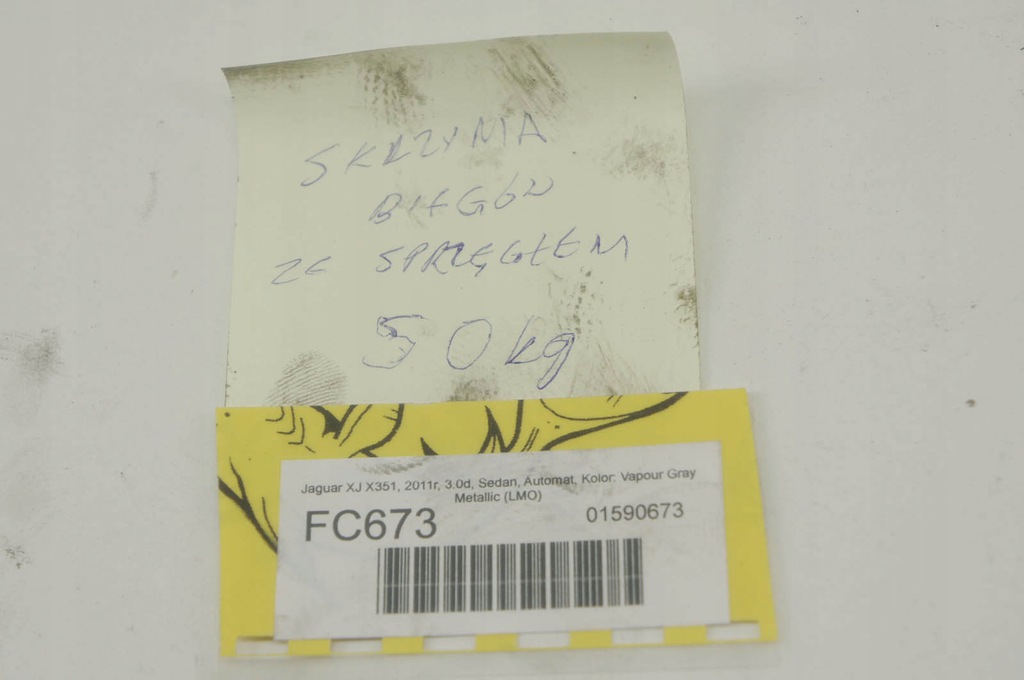 SKRZYNIA
BIEGÓW
ZE SPRZĘGŁEM
50kg
Jaguar XJ X351, 2011r, 3.0d, Sedan, Automat, Kolor: Vapour Gray
Metallic (LMO)
FC673 01590673